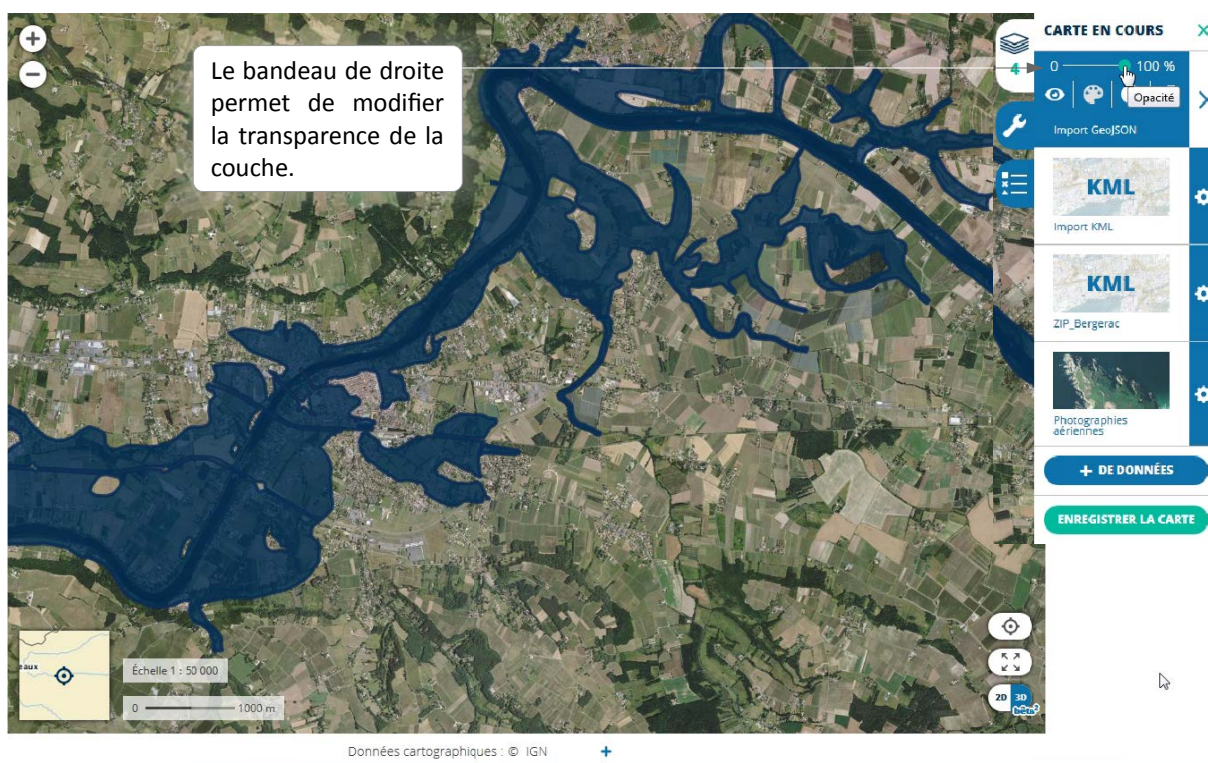 Le bandeau de droite
permet de modifier
la transparence de la
couche.
4
CARTE EN COURS
0 100 %
Opacité
Import GeoJSON
KML
Import KML
KML
ZIP_Bergerac
Photographies
aériennes
+ DE DONNÉES
ENREGISTRER LA CARTE
eaux
Échelle 1 : 50 000
0 1000 m
2D 3D
bêta
Données cartographiques : © IGN +